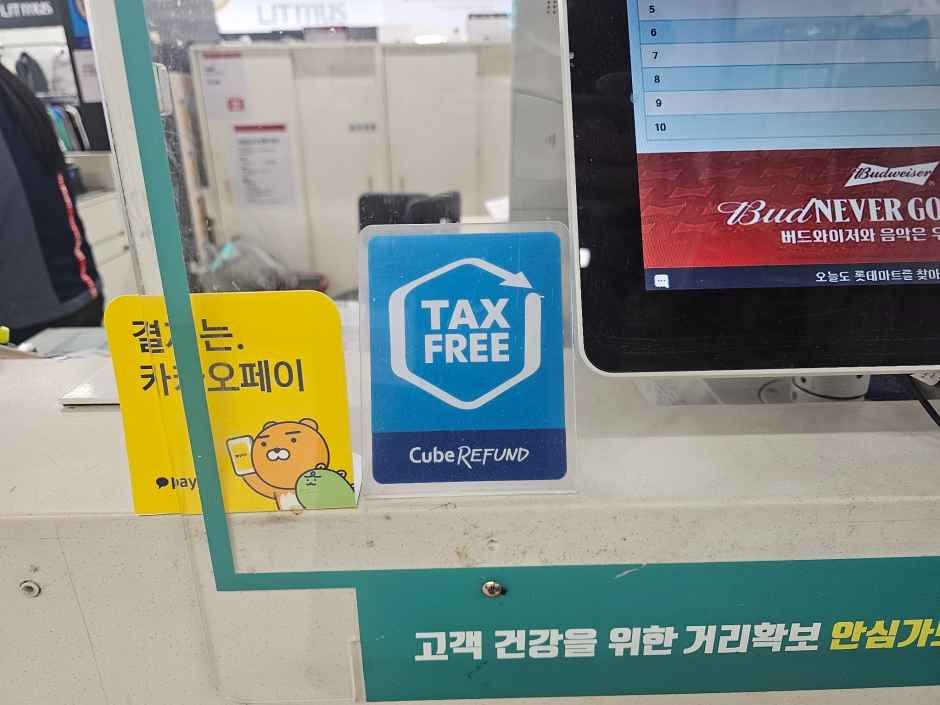 LITMUS
LITMUS
5
6
7
8
9
10
Budweiser
Bud NEVER GO
버드와이저와 음악은
오늘도 롯데마트를 찾아
결제는.
카카오페이
pay
TAX
FREE
Cube REFUND
고객 건강을 위한 거리확보 안심가